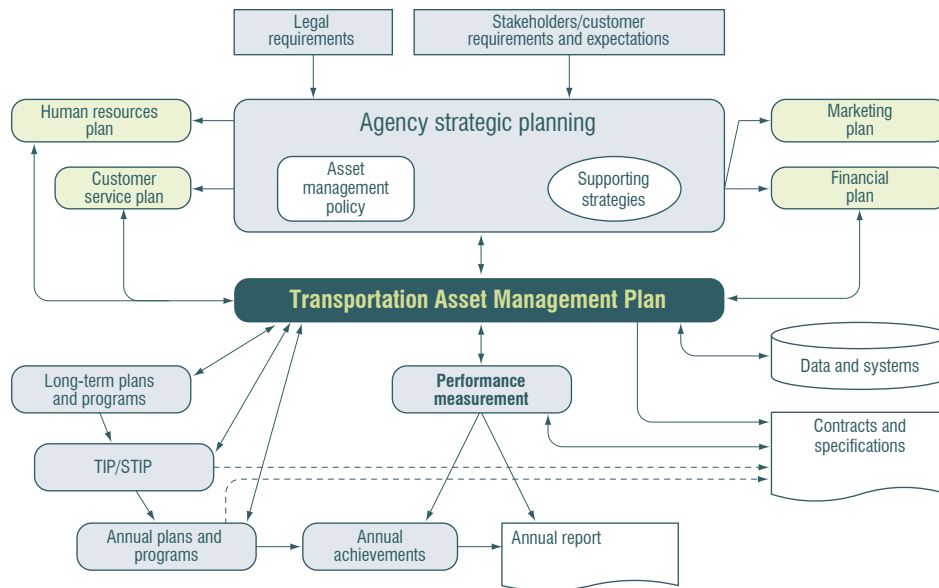 Legal
requirements
Stakeholders/customer
requirements and expectations
Human resources
plan
Agency strategic planning
Marketing
plan
Customer
service plan
Asset
management
policy
Supporting
strategies
Financial
plan
Transportation Asset Management Plan
Long-term plans
and programs
Performance
measurement
Data and systems
Contracts and
specifications
TIP/STIP
Annual plans and
programs
Annual
achievements
Annual report